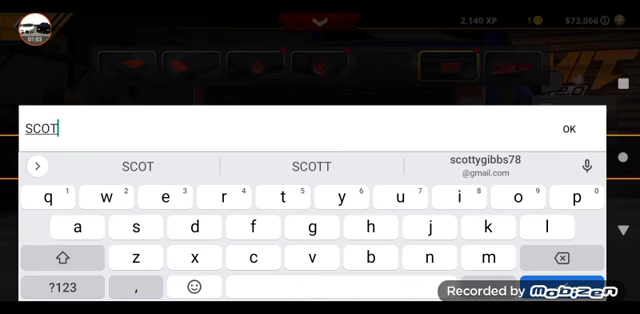 2,140 XP 1 $73,066
01:03
SCOT
OK
SCOT SCOTT scottygibbs78
@gmail.com
q 1 w 2 e 3 r 4 t 5 y 6 u 7 i 8 o 9 p 0
a s d f g h j k l
z x c v b n m
?123 ,
Recorded by MOBIZEN